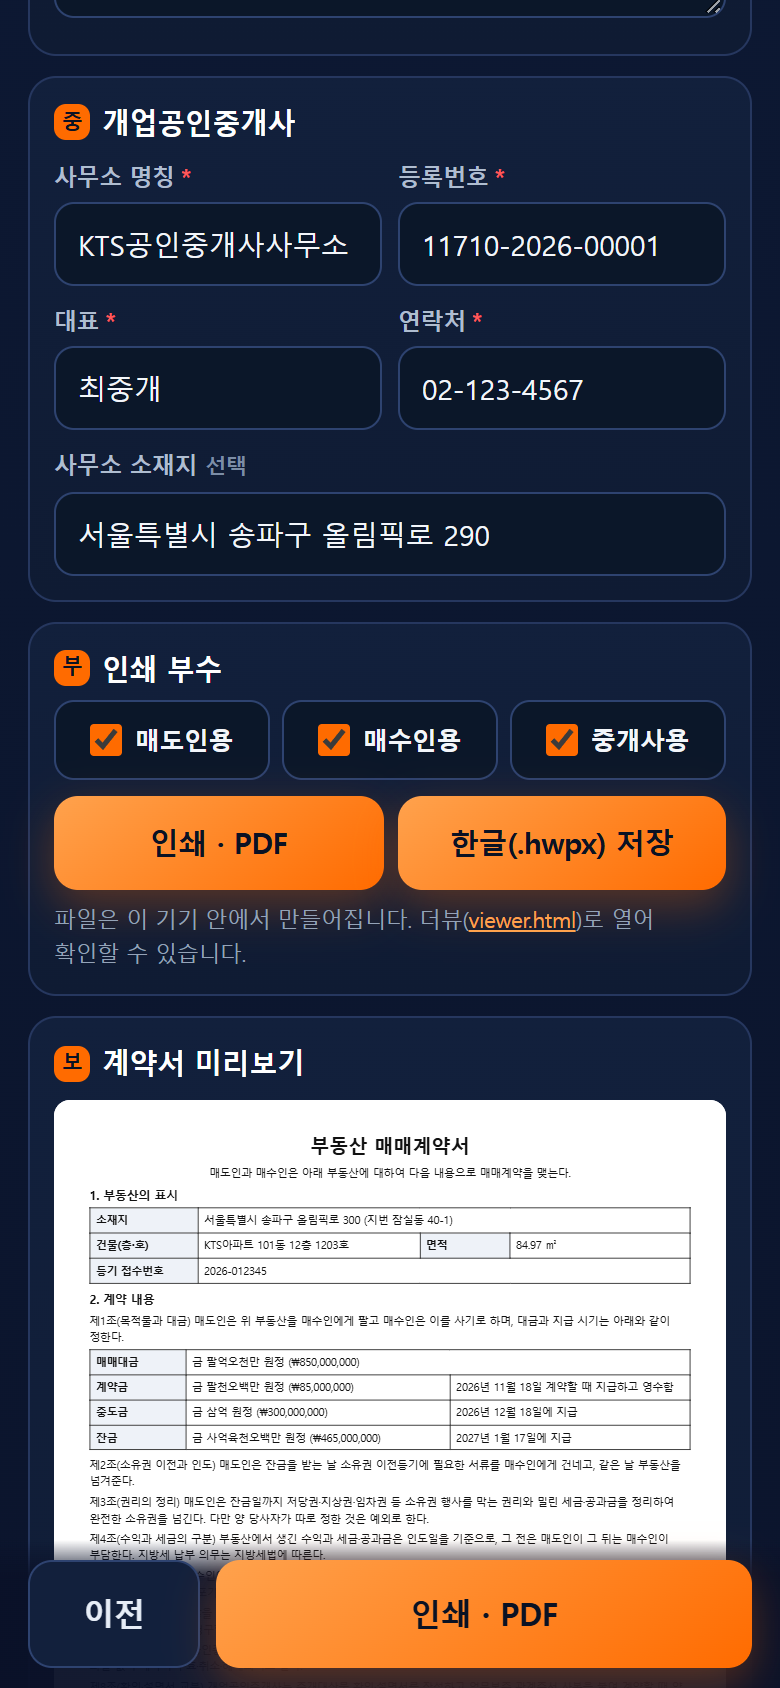 중 개업공인중개사
사무소 명칭 * 등록번호 *
KTS공인중개사사무소 11710-2026-00001
대표 * 연락처 *
최중개 02-123-4567
사무소 소재지 선택
서울특별시 송파구 올림픽로 290
부 인쇄 부수
매도인용 매수인용 중개사용
인쇄 · PDF 한글(.hwpx) 저장
파일은 이 기기 안에서 만들어집니다. 더뷰(viewer.html)로 열어
확인할 수 있습니다.
보 계약서 미리보기
부동산 매매계약서
매도인과 매수인은 아래 부동산에 대하여 다음 내용으로 매매계약을 맺는다.
1. 부동산의 표시
소재지 서울특별시 송파구 올림픽로 300 (지번 잠실동 40-1)
건물(층·호) KTS아파트 101동 12층 1203호 면적 84.97 ㎡
등기 접수번호 2026-012345
2. 계약 내용
제1조(목적물과 대금) 매도인은 위 부동산을 매수인에게 팔고 매수인은 이를 사기로 하며, 대금과 지급 시기는 아래와 같이
정한다.
매매대금 금 팔억오천만 원정 (₩850,000,000)
계약금 금 팔천오백만 원정 (₩85,000,000) 2026년 11월 18일 계약할 때 지급하고 영수함
중도금 금 삼억 원정 (₩300,000,000) 2026년 12월 18일에 지급
잔금 금 사억육천오백만 원정 (₩465,000,000) 2027년 1월 17일에 지급
제2조(소유권 이전과 인도) 매도인은 잔금을 받는 날 소유권 이전등기에 필요한 서류를 매수인에게 건네고, 같은 날 부동산을
넘겨준다.
제3조(권리의 정리) 매도인은 잔금일까지 저당권·지상권·임차권 등 소유권 행사를 막는 권리와 밀린 세금·공과금을 정리하여
완전한 소유권을 넘긴다. 다만 양 당사자가 따로 정한 것은 예외로 한다.
제4조(수익과 세금의 구분) 부동산에서 생긴 수익과 세금·공과금은 인도일을 기준으로, 그 전은 매도인이 그 뒤는 매수인이
부담한다. 지방세 납부 의무는 지방세법에 따른다.
이전 인쇄 · PDF